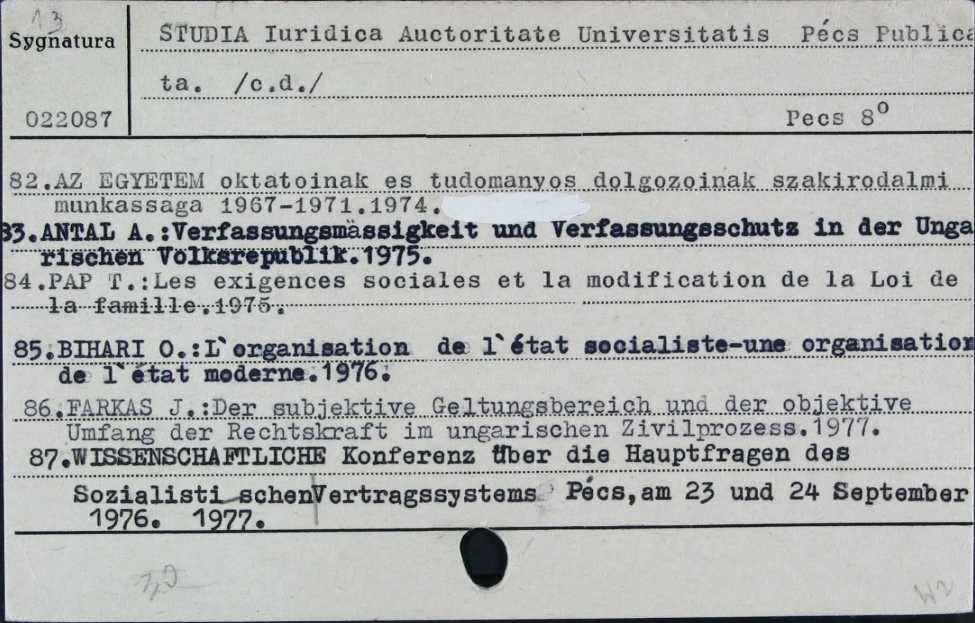 13
Sygnatura
STUDIA Iuridica Auctoritate Universitatis Pécs Publica
ta. /c.d./
022087
Pecs 8º
82.AZ EGYETEM oktatoinak es tudomanyos dolgozoinak szakirodalmi
munkassaga 1967-1971.1974.
83.ANTAL A.:Verfassungsmässigkeit und Verfassungsschutz in der Unga
rischen Volksrepublik.1975.
84.PAP T.:Les exigences sociales et la modification de la Loi de
la famille.1975.
85.BIHARI O.:L`organisation de l`état socialiste-une organisation
de l`état moderne.1976.
86.FARKAS J.:Der subjektive Geltungsbereich und der objektive
Umfang der Rechtskraft im ungarischen Zivilprozess.1977.
87.WISSENSCHAFTLICHE Konferenz über die Hauptfragen des
Sozialisti schenVertragssystems Pécs,am 23 und 24 September
1976. 1977.
W2